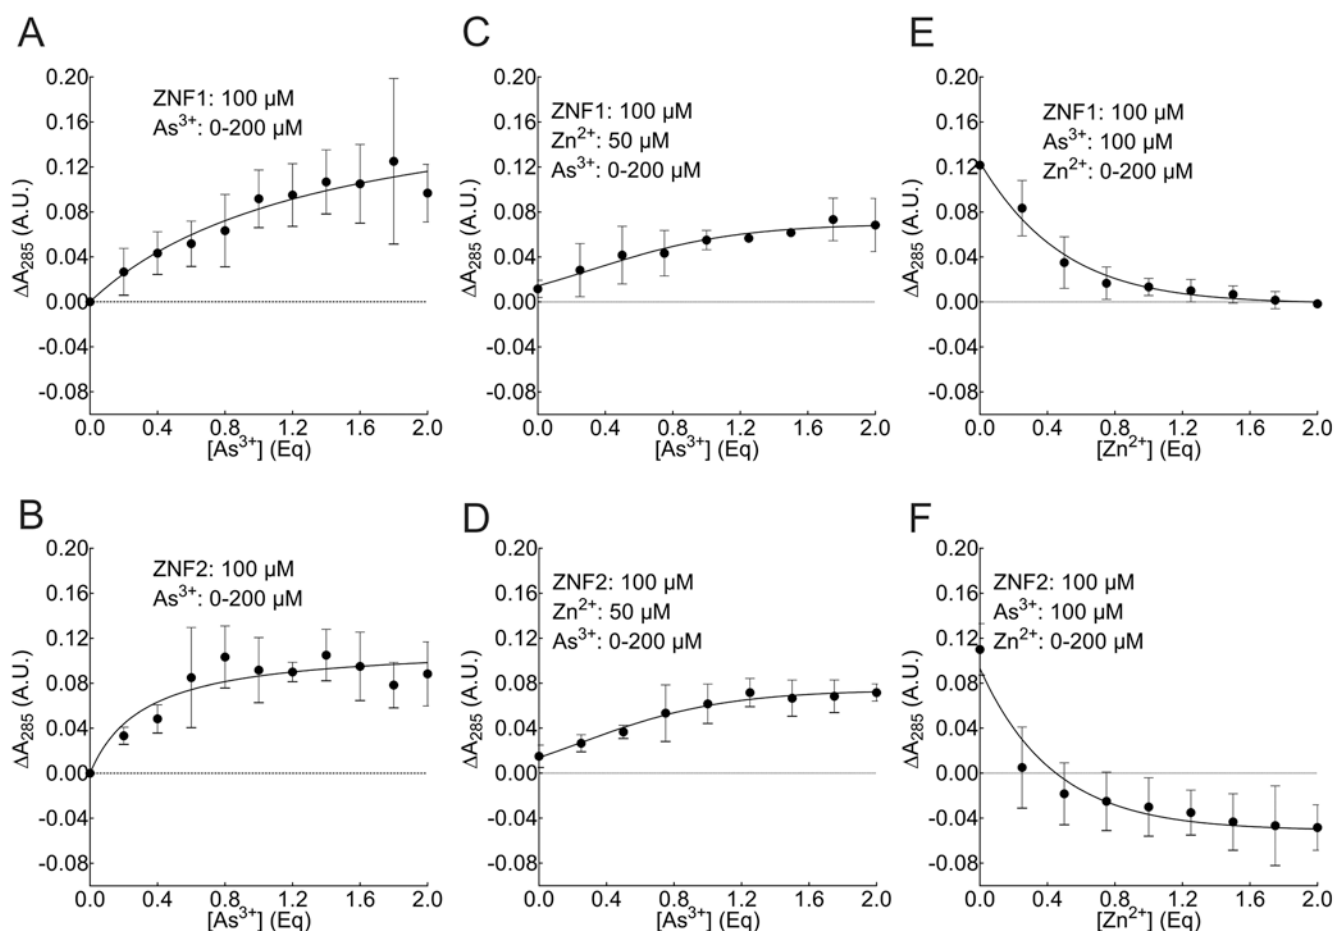 A
ZNF1: 100 µM
As³⁺: 0-200 µM
0.20
0.16
0.12
0.08
0.04
0.00
-0.04
-0.08
ΔA₂₈₅ (A.U.)
0.0 0.4 0.8 1.2 1.6 2.0
[As³⁺] (Eq)
C
ZNF1: 100 µM
Zn²⁺: 50 µM
As³⁺: 0-200 µM
0.20
0.16
0.12
0.08
0.04
0.00
-0.04
-0.08
ΔA₂₈₅ (A.U.)
0.0 0.4 0.8 1.2 1.6 2.0
[As³⁺] (Eq)
E
ZNF1: 100 µM
As³⁺: 100 µM
Zn²⁺: 0-200 µM
0.20
0.16
0.12
0.08
0.04
0.00
-0.04
-0.08
ΔA₂₈₅ (A.U.)
0.0 0.4 0.8 1.2 1.6 2.0
[Zn²⁺] (Eq)
B
ZNF2: 100 µM
As³⁺: 0-200 µM
0.20
0.16
0.12
0.08
0.04
0.00
-0.04
-0.08
ΔA₂₈₅ (A.U.)
0.0 0.4 0.8 1.2 1.6 2.0
[As³⁺] (Eq)
D
ZNF2: 100 µM
Zn²⁺: 50 µM
As³⁺: 0-200 µM
0.20
0.16
0.12
0.08
0.04
0.00
-0.04
-0.08
ΔA₂₈₅ (A.U.)
0.0 0.4 0.8 1.2 1.6 2.0
[As³⁺] (Eq)
F
ZNF2: 100 µM
As³⁺: 100 µM
Zn²⁺: 0-200 µM
0.20
0.16
0.12
0.08
0.04
0.00
-0.04
-0.08
ΔA₂₈₅ (A.U.)
0.0 0.4 0.8 1.2 1.6 2.0
[Zn²⁺] (Eq)